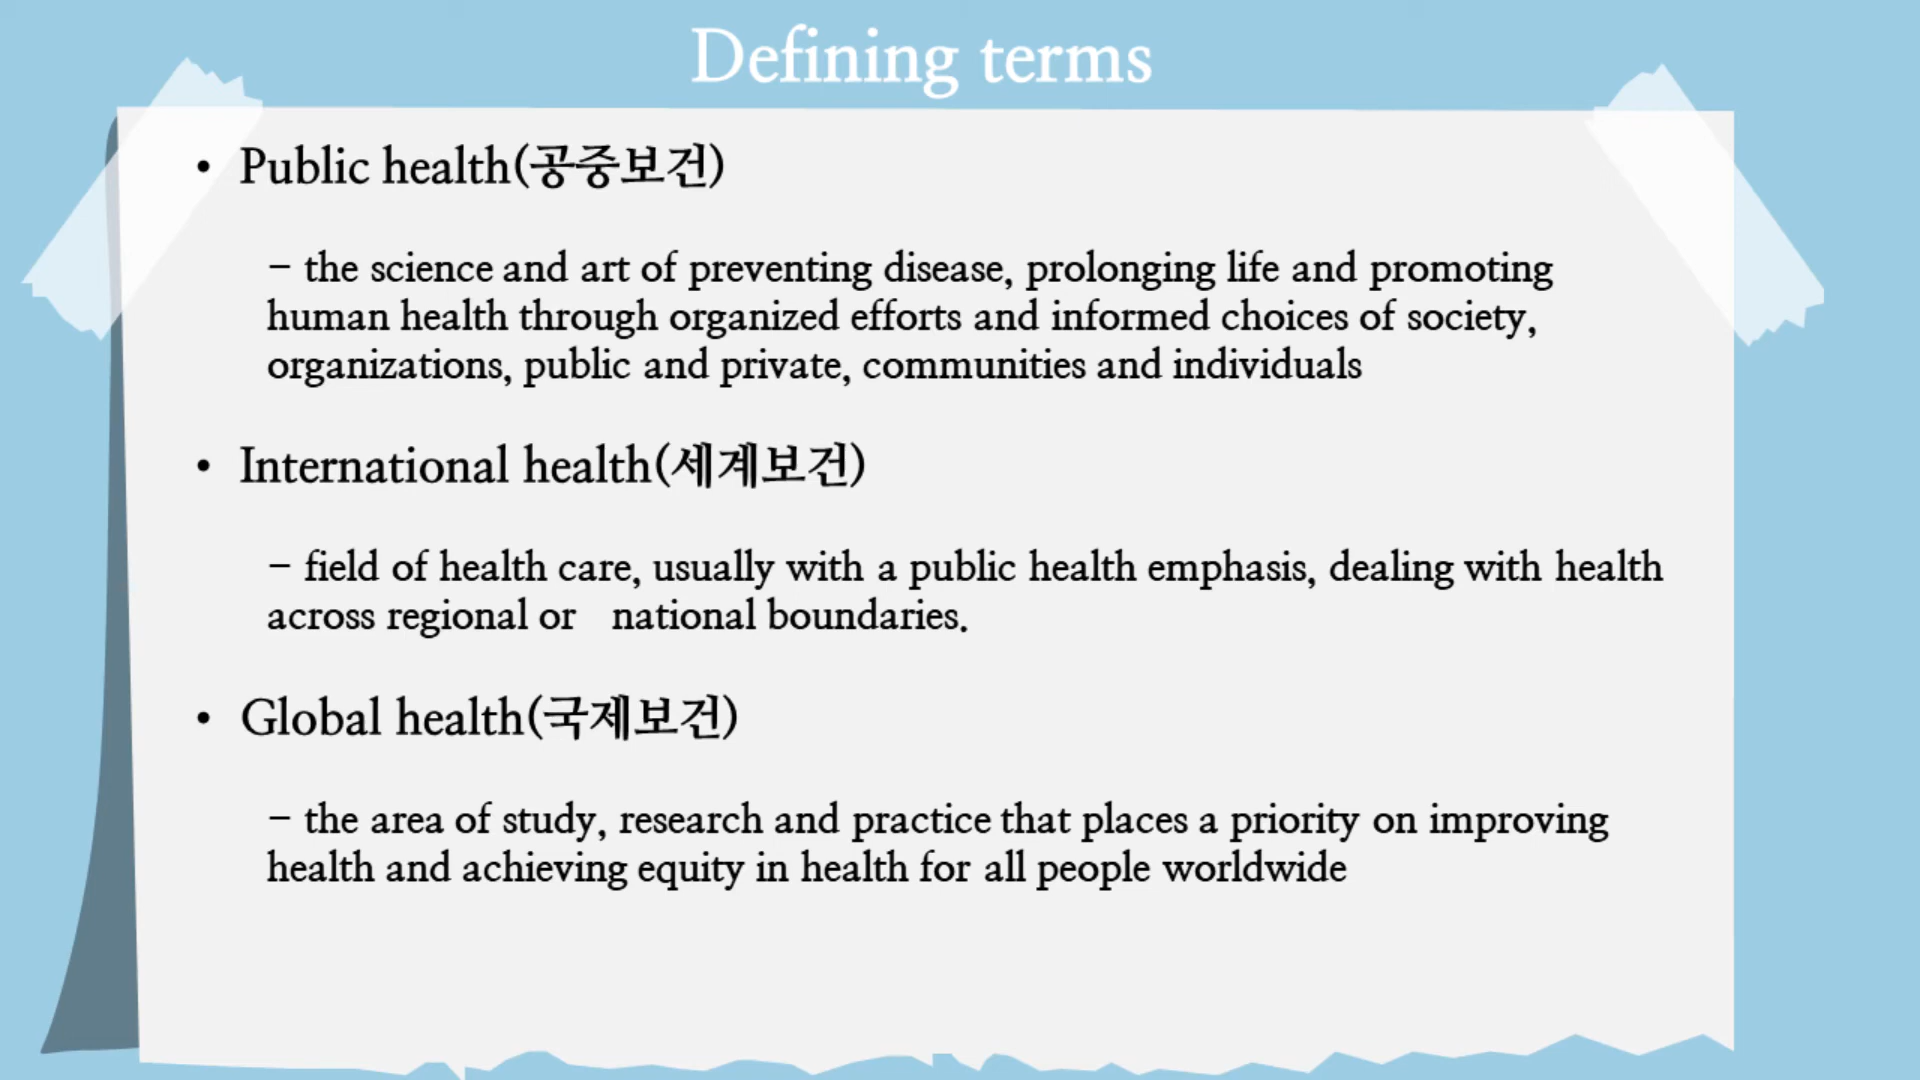 Defining terms
• Public health(공중보건)
– the science and art of preventing disease, prolonging life and promoting
human health through organized efforts and informed choices of society,
organizations, public and private, communities and individuals
• International health(세계보건)
– field of health care, usually with a public health emphasis, dealing with health
across regional or national boundaries.
• Global health(국제보건)
– the area of study, research and practice that places a priority on improving
health and achieving equity in health for all people worldwide